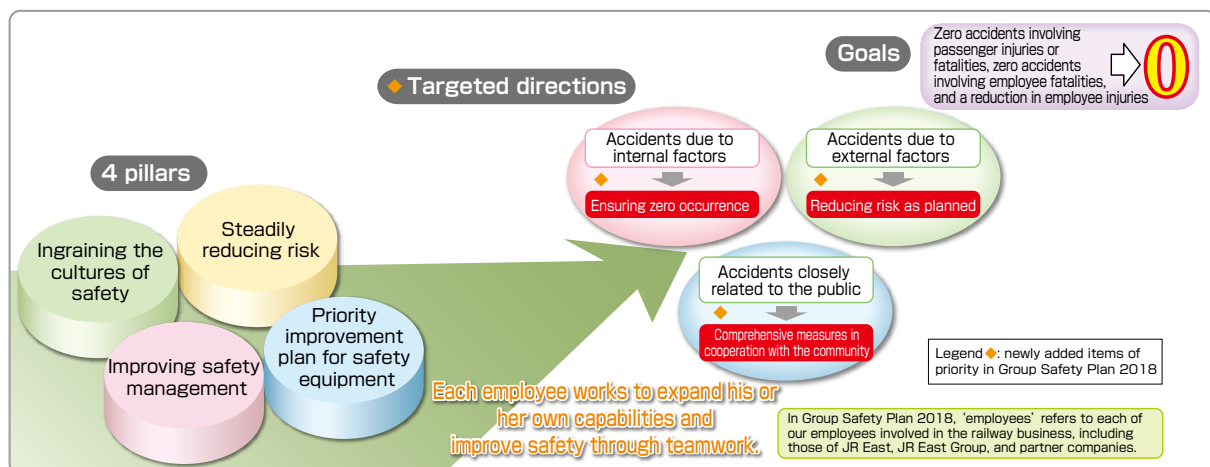 Goals
Zero accidents involving
passenger injuries or
fatalities, zero accidents
involving employee fatalities,
and a reduction in employee injuries
0
◆ Targeted directions
Accidents due to
internal factors
◆
Ensuring zero occurrence
Accidents due to
external factors
◆
Reducing risk as planned
4 pillars
Steadily
reducing risk
Ingraining the
cultures of
safety
Priority
improvement
plan for safety
equipment
Improving safety
management
Accidents closely
related to the public
◆
Comprehensive measures in
cooperation with the community
Each employee works to expand his or
her own capabilities and
improve safety through teamwork.
Legend ◆: newly added items of
priority in Group Safety Plan 2018
In Group Safety Plan 2018, ‘employees’ refers to each of
our employees involved in the railway business, including
those of JR East, JR East Group, and partner companies.